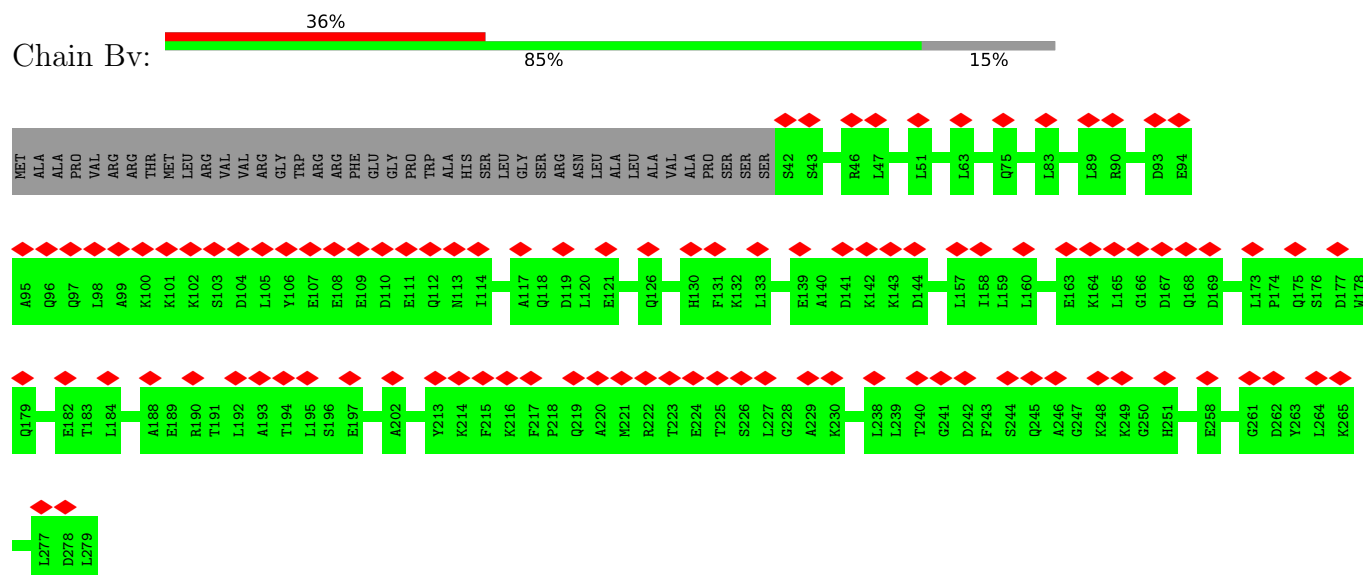 36%
Chain Bv:
85% 15%
MET ALA ALA PRO VAL ARG ARG THR MET LEU ARG VAL VAL ARG GLY TRP ARG ARG PHE GLU GLY PRO TRP ALA HIS SER LEU GLY SER ARG ASN LEU ALA LEU ALA VAL ALA PRO SER SER SER S42 S43 R46 L47 L51 L63 Q75 L83 L89 R90 D93 E94
A95 Q96 Q97 L98 A99 K100 K101 K102 S103 D104 L105 Y106 E107 E108 E109 D110 E111 Q112 N113 I114 A117 Q118 D119 L120 E121 Q126 H130 F131 K132 L133 E139 A140 D141 K142 K143 D144 L157 I158 L159 L160 E163 K164 L165 G166 D167 Q168 D169 L173 P174 Q175 S176 D177 W178
Q179 E182 T183 L184 A188 E189 R190 T191 L192 A193 T194 L195 S196 E197 A202 Y213 K214 F215 K216 F217 P218 Q219 A220 M221 R222 T223 E224 T225 S226 L227 G228 A229 K230 L238 L239 T240 G241 D242 F243 S244 Q245 A246 G247 K248 K249 G250 H251 E258 G261 D262 Y263 L264 K265
L277 D278 L279